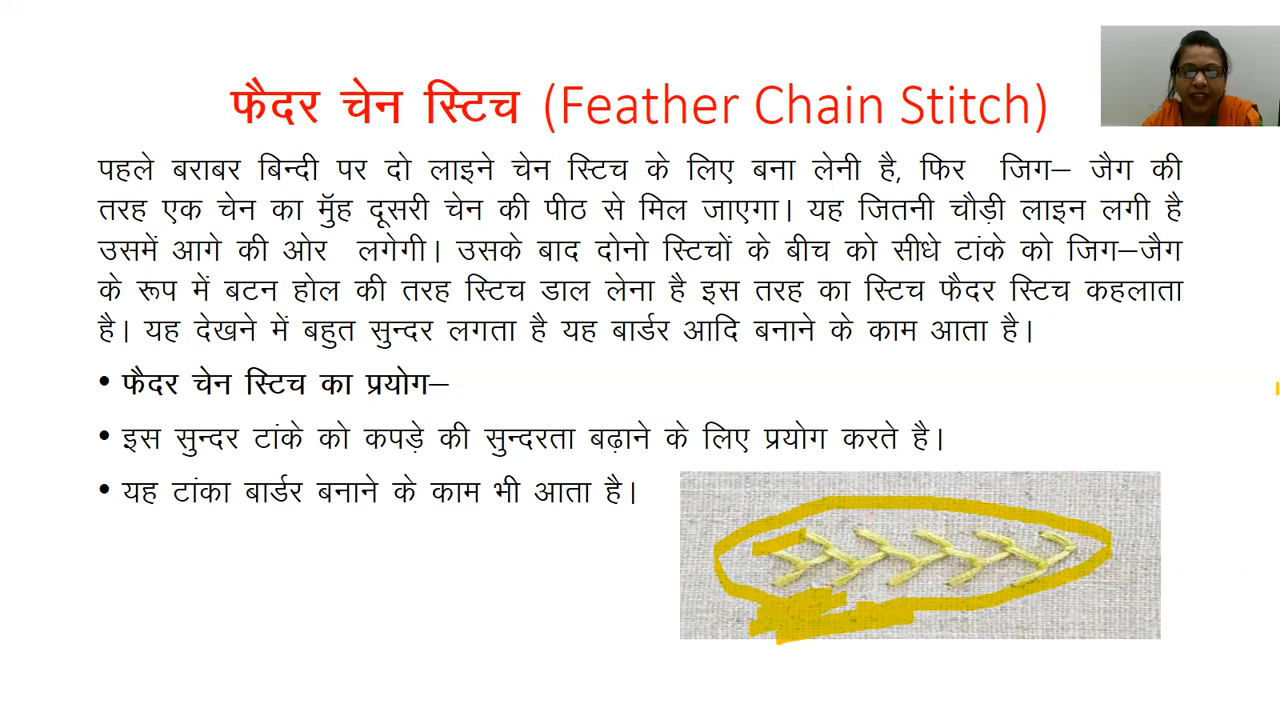 फैदर चेन स्टिच (Feather Chain Stitch)
पहले बराबर बिन्दी पर दो लाइने चेन स्टिच के लिए बना लेनी है, फिर जिग– जैग की
तरह एक चेन का मुॅह दूसरी चेन की पीठ से मिल जाएगा। यह जितनी चौड़ी लाइन लगी है
उसमें आगे की ओर लगेगी। उसके बाद दोनो स्टिचों के बीच को सीधे टांके को जिग–जैग
के रूप में बटन होल की तरह स्टिच डाल लेना है इस तरह का स्टिच फैदर स्टिच कहलाता
है। यह देखने में बहुत सुन्दर लगता है यह बार्डर आदि बनाने के काम आता है।
• फैदर चेन स्टिच का प्रयोग–
• इस सुन्दर टांके को कपड़े की सुन्दरता बढ़ाने के लिए प्रयोग करते है।
• यह टांका बार्डर बनाने के काम भी आता है।